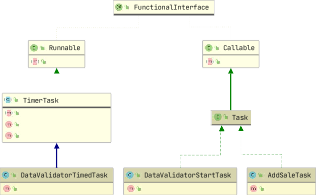 FunctionalInterface
Runnable
Callable
TimerTask
Task
DataValidatorTimedTask
DataValidatorStartTask
AddSaleTask